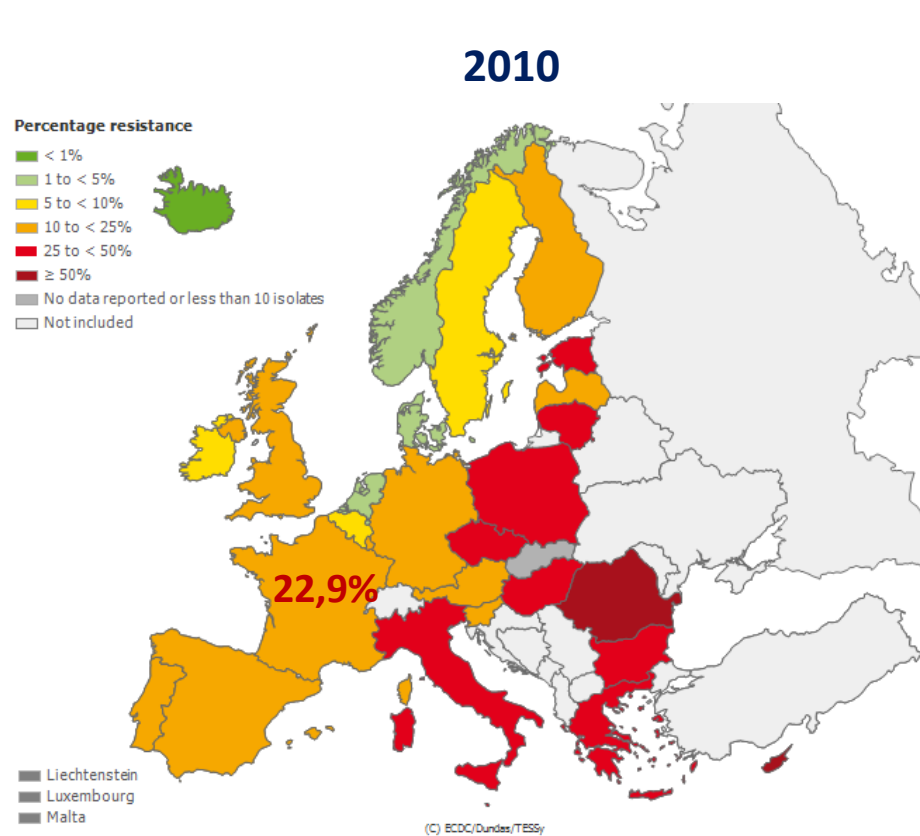 2010
Percentage resistance
< 1%
1 to < 5%
5 to < 10%
10 to < 25%
25 to < 50%
≥ 50%
No data reported or less than 10 isolates
Not included
22,9%
Liechtenstein
Luxembourg
Malta
(C) ECDC/Dundas/TESSy